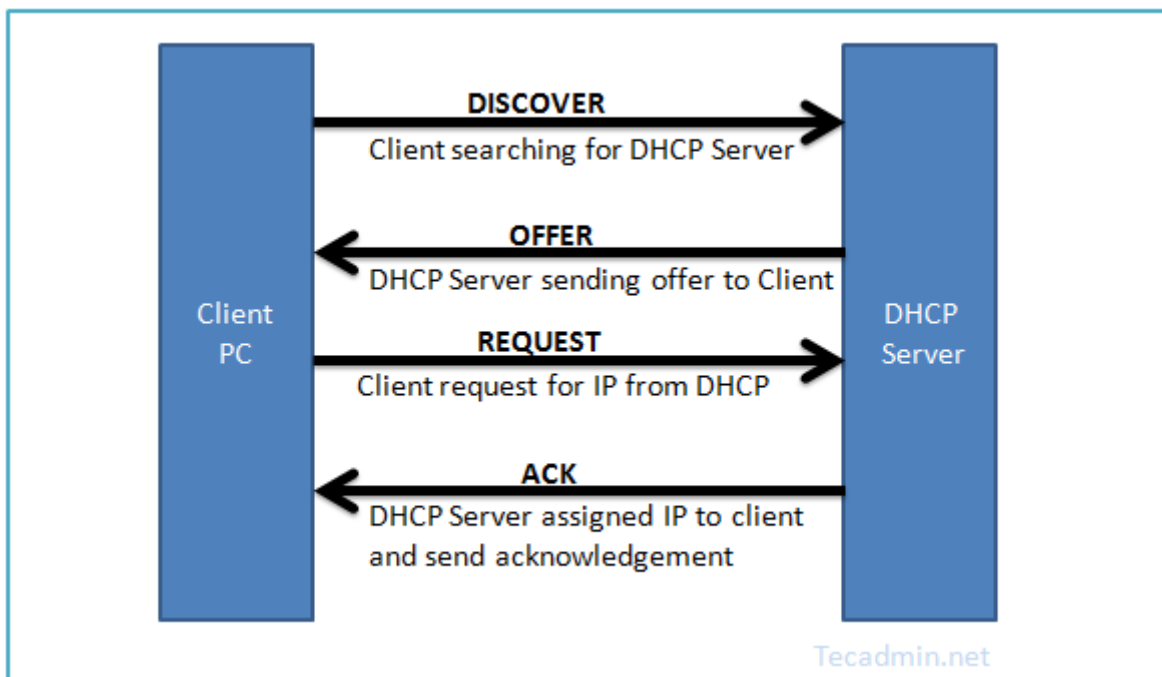 DISCOVER
Client searching for DHCP Server
OFFER
DHCP Server sending offer to Client
Client
PC
DHCP
Server
REQUEST
Client request for IP from DHCP
ACK
DHCP Server assigned IP to client
and send acknowledgement
Tecadmin.net